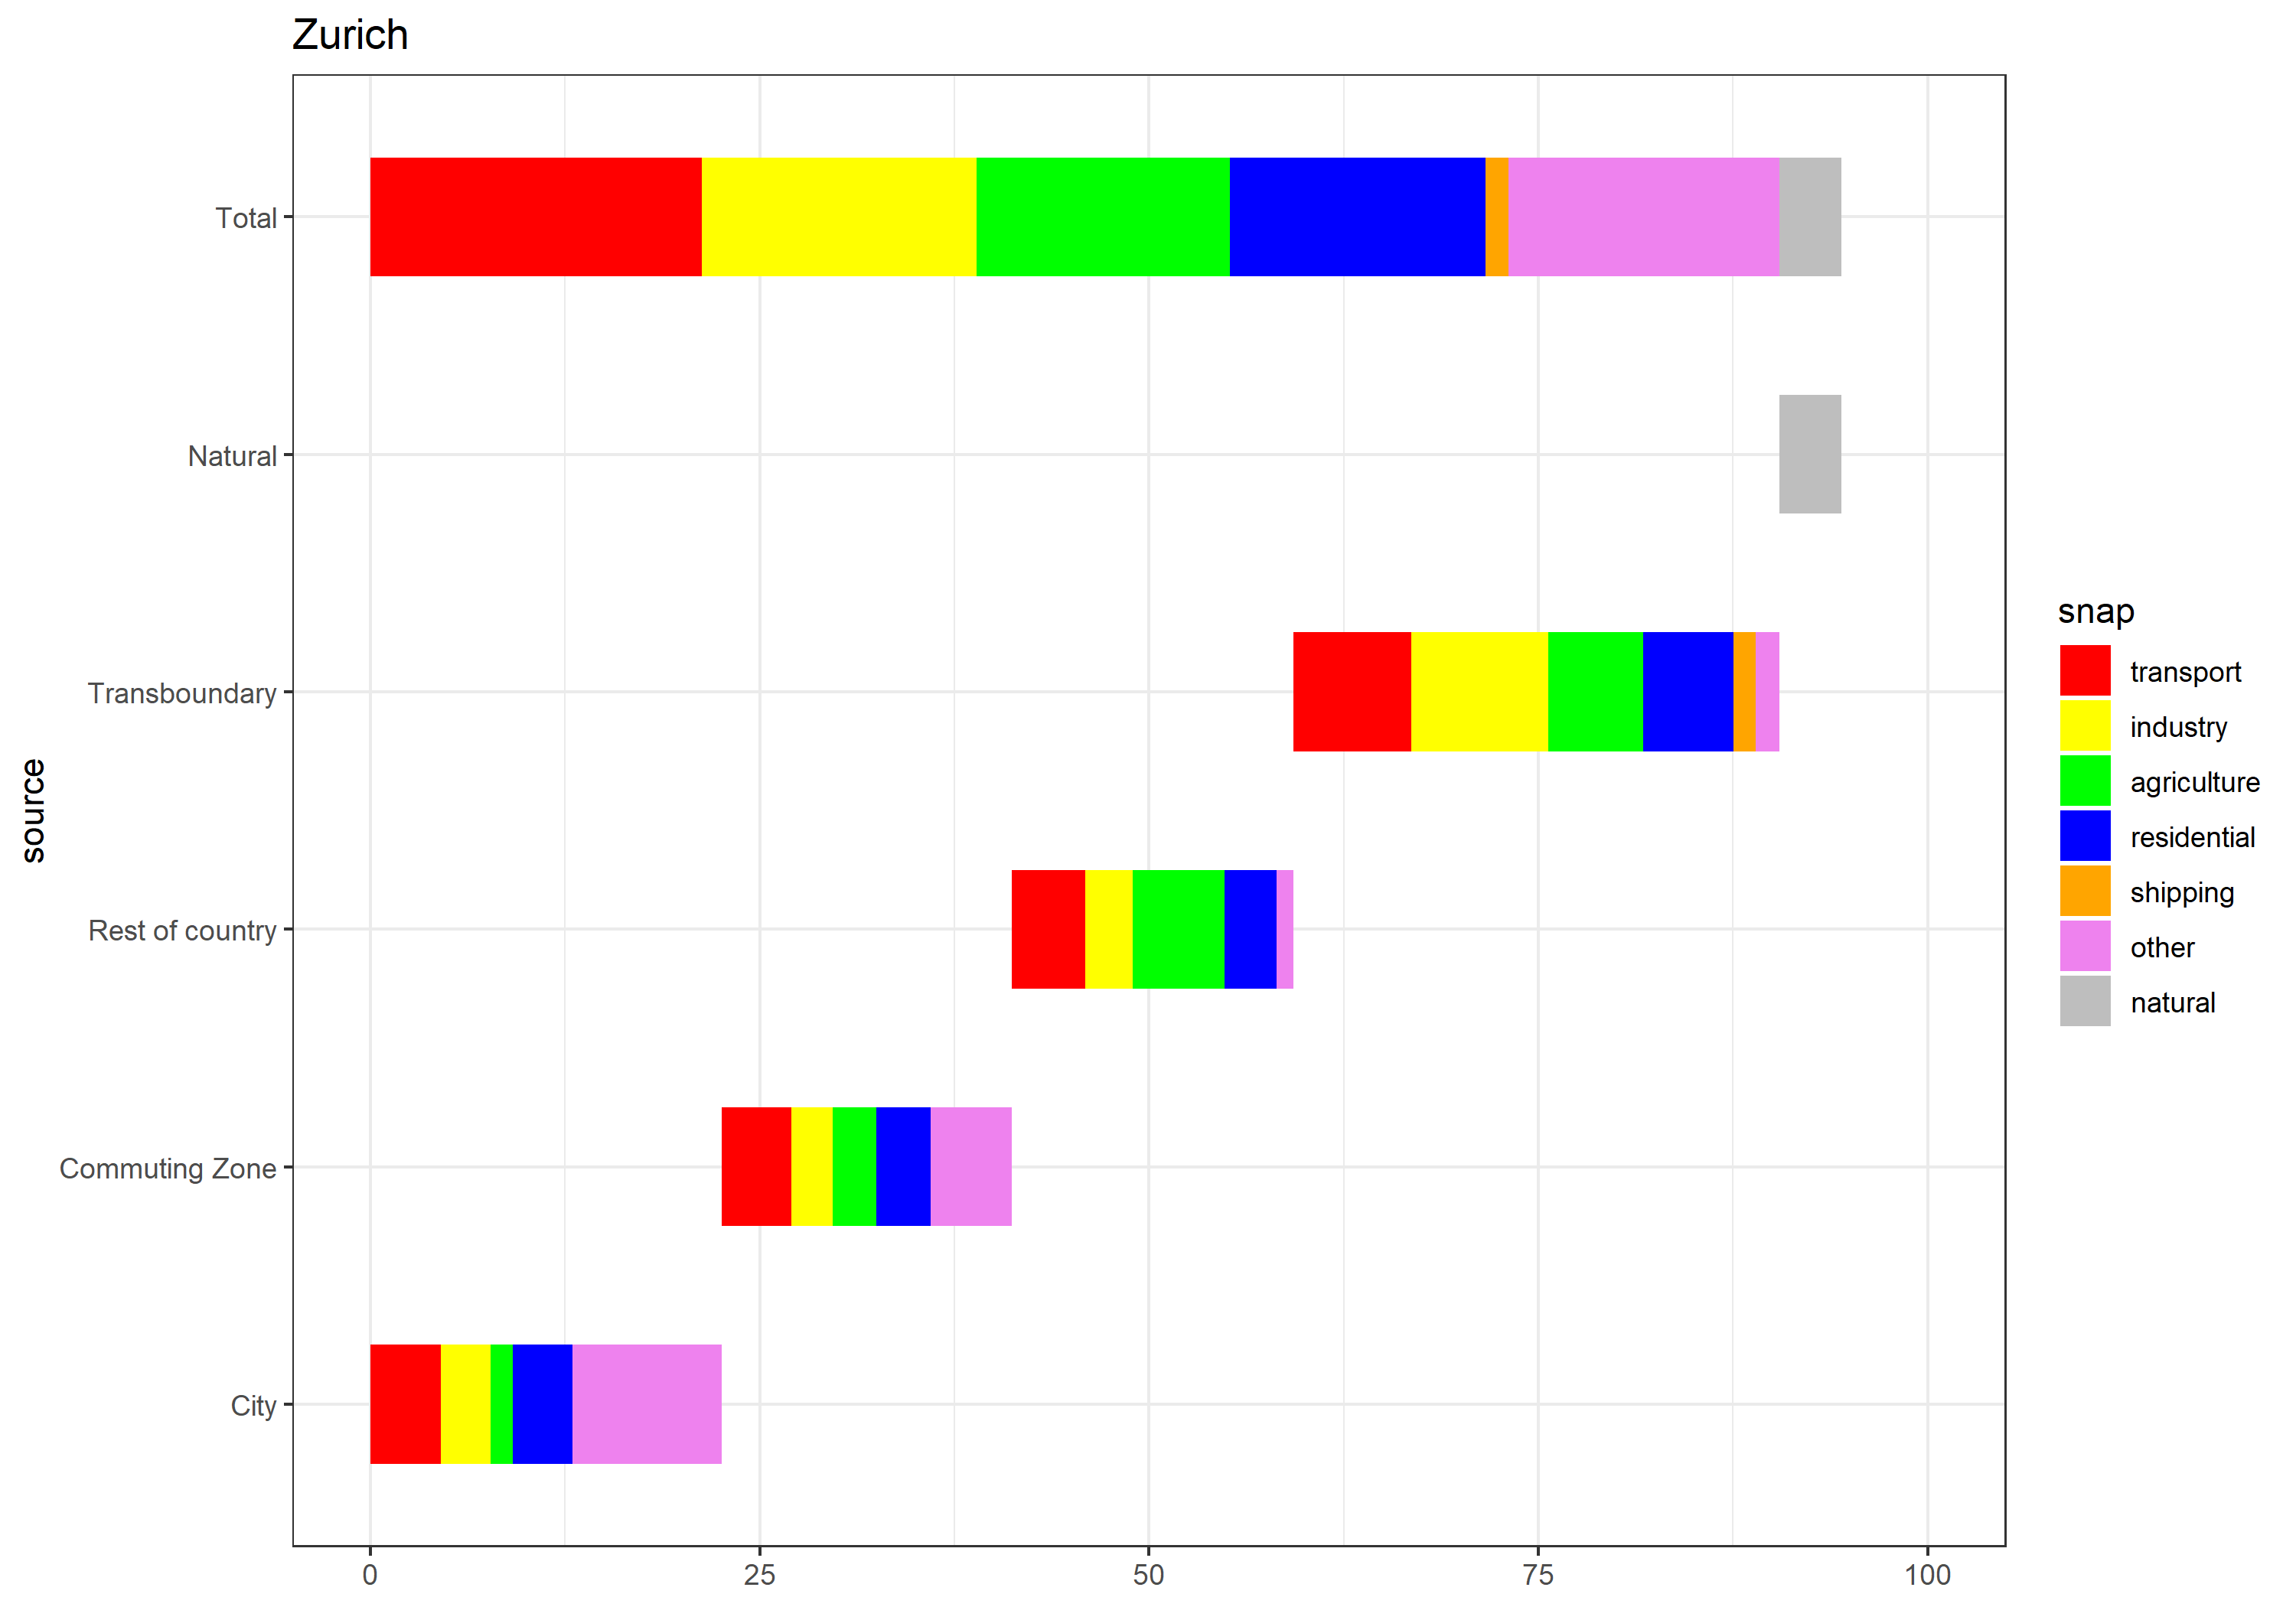 Zurich
Total
Natural
Transboundary
Rest of country
Commuting Zone
City
source
0 25 50 75 100
snap
transport
industry
agriculture
residential
shipping
other
natural